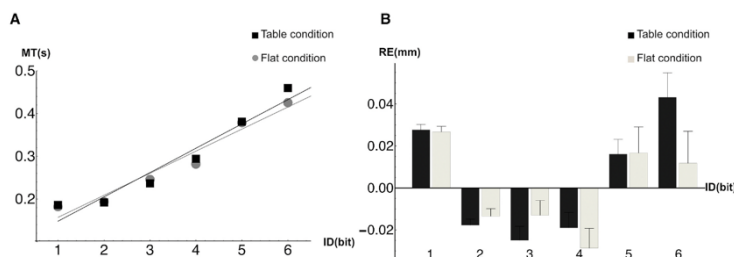 A
MT(s)
Table condition
Flat condition
0.5
0.4
0.3
0.2
1 2 3 4 5 6
ID(bit)
B
RE(mm)
Table condition
Flat condition
0.04
0.02
0.00
ID(bit)
−0.02
1 2 3 4 5 6